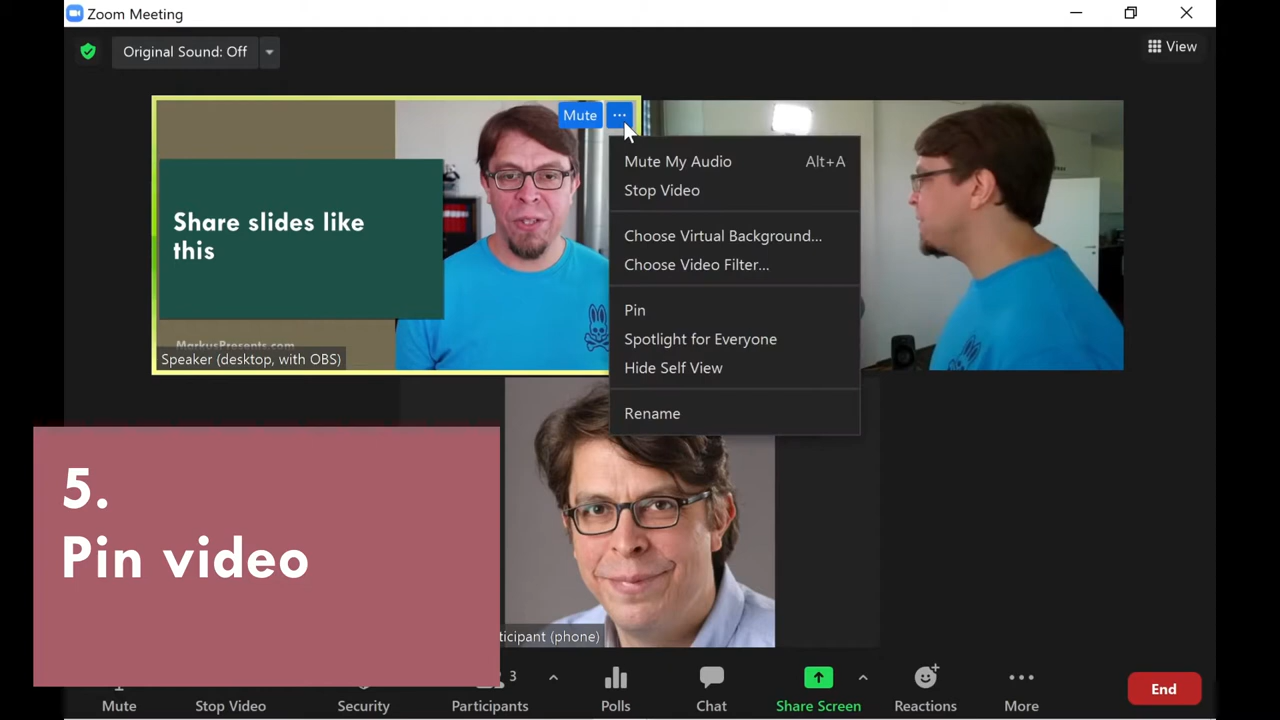 Zoom Meeting
Original Sound: Off
View
Mute
Share slides like
this
MarkusPresents.com
Speaker (desktop, with OBS)
Mute My Audio Alt+A
Stop Video
Choose Virtual Background...
Choose Video Filter...
Pin
Spotlight for Everyone
Hide Self View
Rename
5.
Pin video
(phone)
3
Mute
Stop Video
Security
Participants
Polls
Chat
Share Screen
Reactions
More
End